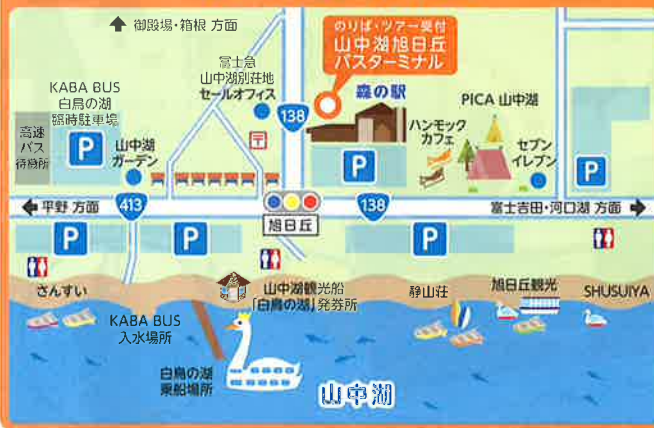 御殿場・箱根 方面
のりば・ツアー受付
山中湖旭日丘
バスターミナル
富士急
山中湖別荘地
セールオフィス
138
森の駅
KABA BUS
白鳥の湖
臨時駐車場
P
高速
バス
待機所
山中湖
ガーデン
〒
P
ハンモック
カフェ
PICA 山中湖
セブン
イレブン
P
平野 方面
413
旭日丘
138
富士吉田・河口湖 方面
P
P
P
さんすい
KABA BUS
入水場所
山中湖観光船
「白鳥の湖」発券所
静山荘
旭日丘観光
SHUSUIYA
白鳥の湖
乗船場所
山中湖